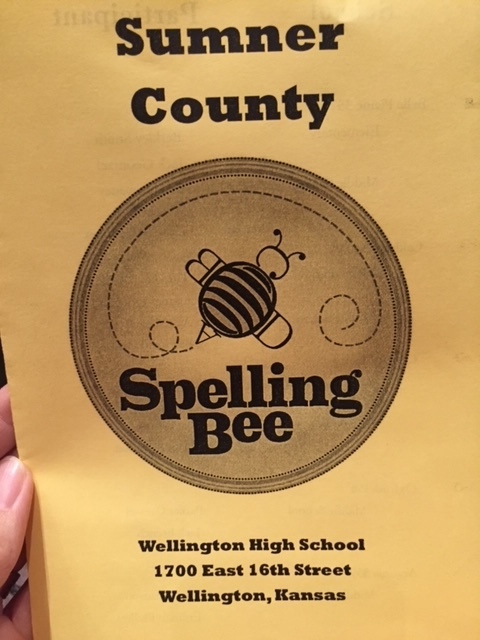 Sumner
County
Spelling
Bee
Wellington High School
1700 East 16th Street
Wellington, Kansas